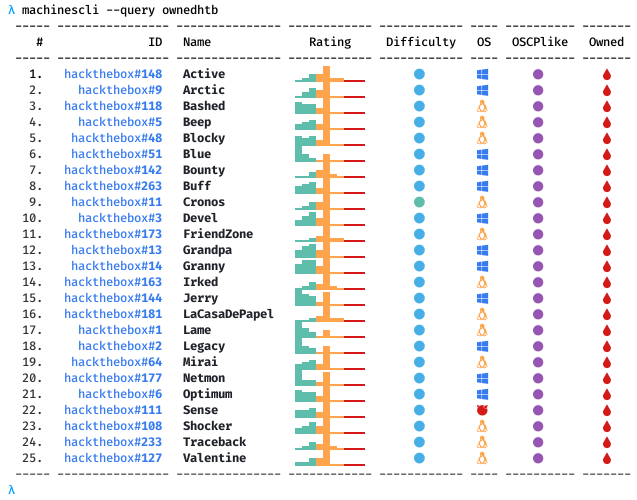 λ machinescli --query ownedhtb
# ID Name Rating Difficulty OS OSCPlike Owned
1. hackthebox#148 Active
2. hackthebox#9 Arctic
3. hackthebox#118 Bashed
4. hackthebox#5 Beep
5. hackthebox#48 Blocky
6. hackthebox#51 Blue
7. hackthebox#142 Bounty
8. hackthebox#263 Buff
9. hackthebox#11 Cronos
10. hackthebox#3 Devel
11. hackthebox#173 FriendZone
12. hackthebox#13 Grandpa
13. hackthebox#14 Granny
14. hackthebox#163 Irked
15. hackthebox#144 Jerry
16. hackthebox#181 LaCasaDePapel
17. hackthebox#1 Lame
18. hackthebox#2 Legacy
19. hackthebox#64 Mirai
20. hackthebox#177 Netmon
21. hackthebox#6 Optimum
22. hackthebox#111 Sense
23. hackthebox#108 Shocker
24. hackthebox#233 Traceback
25. hackthebox#127 Valentine
λ